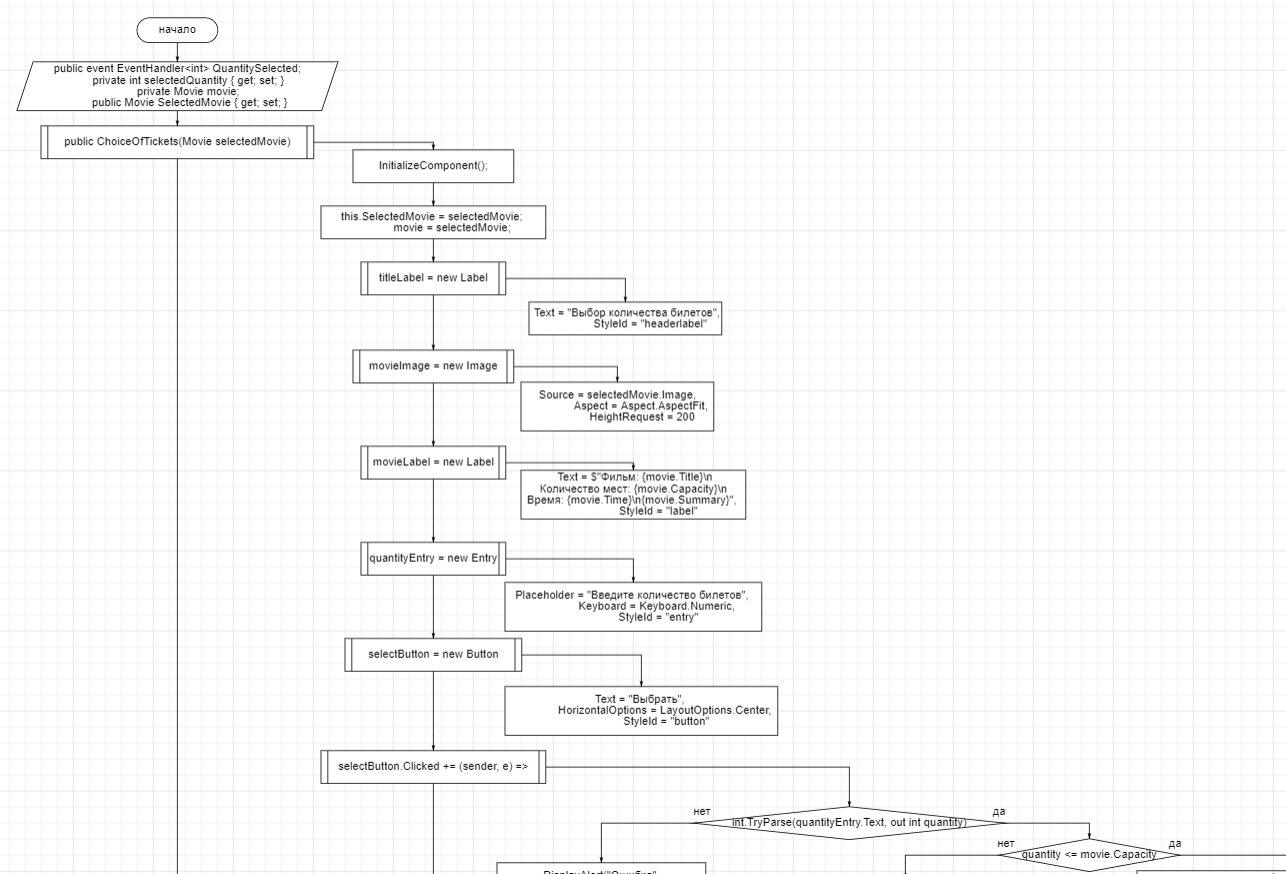 начало
public event EventHandler<int> QuantitySelected;
private int selectedQuantity { get; set; }
private Movie movie;
public Movie SelectedMovie { get; set; }
public ChoiceOfTickets(Movie selectedMovie)
InitializeComponent();
this.SelectedMovie = selectedMovie;
movie = selectedMovie;
titleLabel = new Label
Text = "Выбор количества билетов",
StyleId = "headerlabel"
movieImage = new Image
Source = selectedMovie.Image,
Aspect = Aspect.AspectFit,
HeightRequest = 200
movieLabel = new Label
Text = $"Фильм: {movie.Title}\n
Количество мест: {movie.Capacity}\n
Время: {movie.Time}\n{movie.Summary}",
StyleId = "label"
quantityEntry = new Entry
Placeholder = "Введите количество билетов",
Keyboard = Keyboard.Numeric,
StyleId = "entry"
selectButton = new Button
Text = "Выбрать",
HorizontalOptions = LayoutOptions.Center,
StyleId = "button"
selectButton.Clicked += (sender, e) =>
нет
да
int.TryParse(quantityEntry.Text, out int quantity)
нет
да
quantity <= movie.Capacity
DisplayAlert("Ошибка",